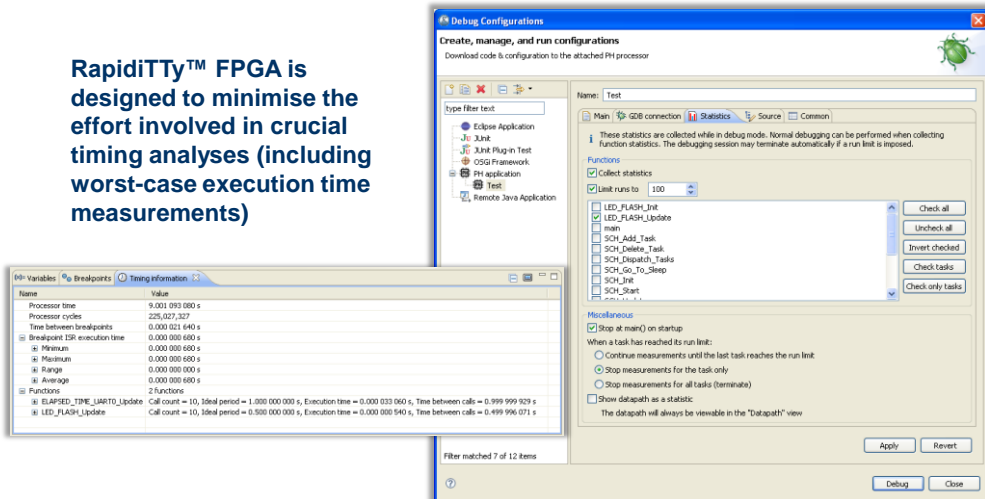 RapidiTTy™ FPGA is
designed to minimise the
effort involved in crucial
timing analyses (including
worst-case execution time
measurements)
Debug Configurations
Create, manage, and run configurations
Download code & configuration to the attached PH processor
type filter text
Eclipse Application
JUnit
JUnit Plug-in Test
OSGi Framework
PH application
Test
Remote Java Application
Filter matched 7 of 12 items
Name: Test
Main GDB connection Statistics Source Common
These statistics are collected while in debug mode. Normal debugging can be performed when collecting
function statistics. The debugging session may terminate automatically if a run limit is imposed.
Functions
Collect statistics
Limit runs to 100
LED_FLASH_Init
LED_FLASH_Update
main
SCH_Add_Task
SCH_Delete_Task
SCH_Dispatch_Tasks
SCH_Go_To_Sleep
SCH_Init
SCH_Start
Check all
Uncheck all
Invert checked
Check tasks
Check only tasks
Miscellaneous
Stop at main() on startup
When a task has reached its run limit:
Continue measurements until the last task reaches the run limit
Stop measurements for the task only
Stop measurements for all tasks (terminate)
Show datapath as a statistic
The datapath will always be viewable in the "Datapath" view
Apply Revert
Debug Close
Variables Breakpoints Timing information
Name Value
Processor time 9.001 093 080 s
Processor cycles 225,027,327
Time between breakpoints 0.000 021 640 s
Breakpoint ISR execution time 0.000 000 680 s
Minimum 0.000 000 680 s
Maximum 0.000 000 680 s
Range 0.000 000 000 s
Average 0.000 000 680 s
Functions 2 functions
ELAPSED_TIME_UART0_Update Call count = 10, Ideal period = 1.000 000 000 s, Execution time = 0.000 033 060 s, Time between calls = 0.999 999 929 s
LED_FLASH_Update Call count = 10, Ideal period = 0.500 000 000 s, Execution time = 0.000 000 540 s, Time between calls = 0.499 996 071 s